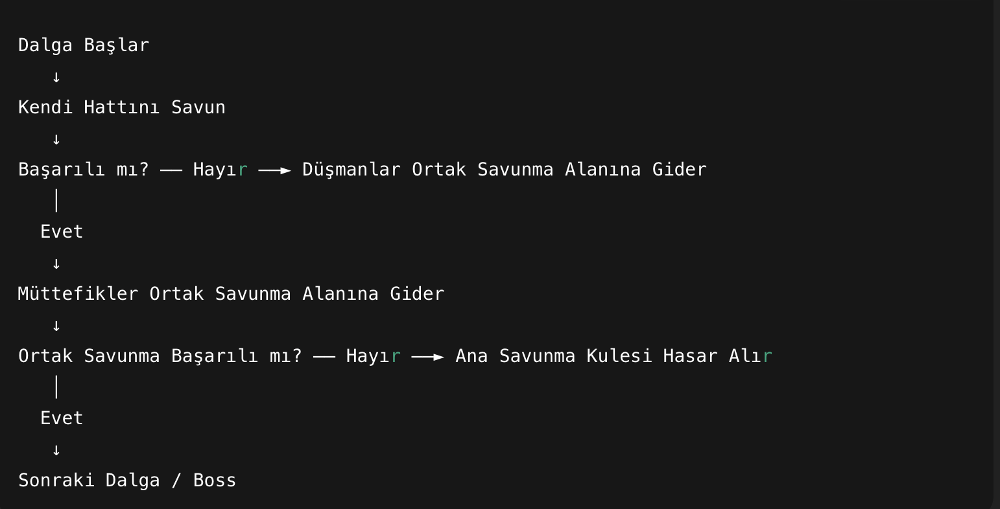 Dalga Başlar
↓
Kendi Hattını Savun
↓
Başarılı mı? ── Hayır ──► Düşmanlar Ortak Savunma Alanına Gider
│
Evet
↓
Müttefikler Ortak Savunma Alanına Gider
↓
Ortak Savunma Başarılı mı? ── Hayır ──► Ana Savunma Kulesi Hasar Alır
│
Evet
↓
Sonraki Dalga / Boss